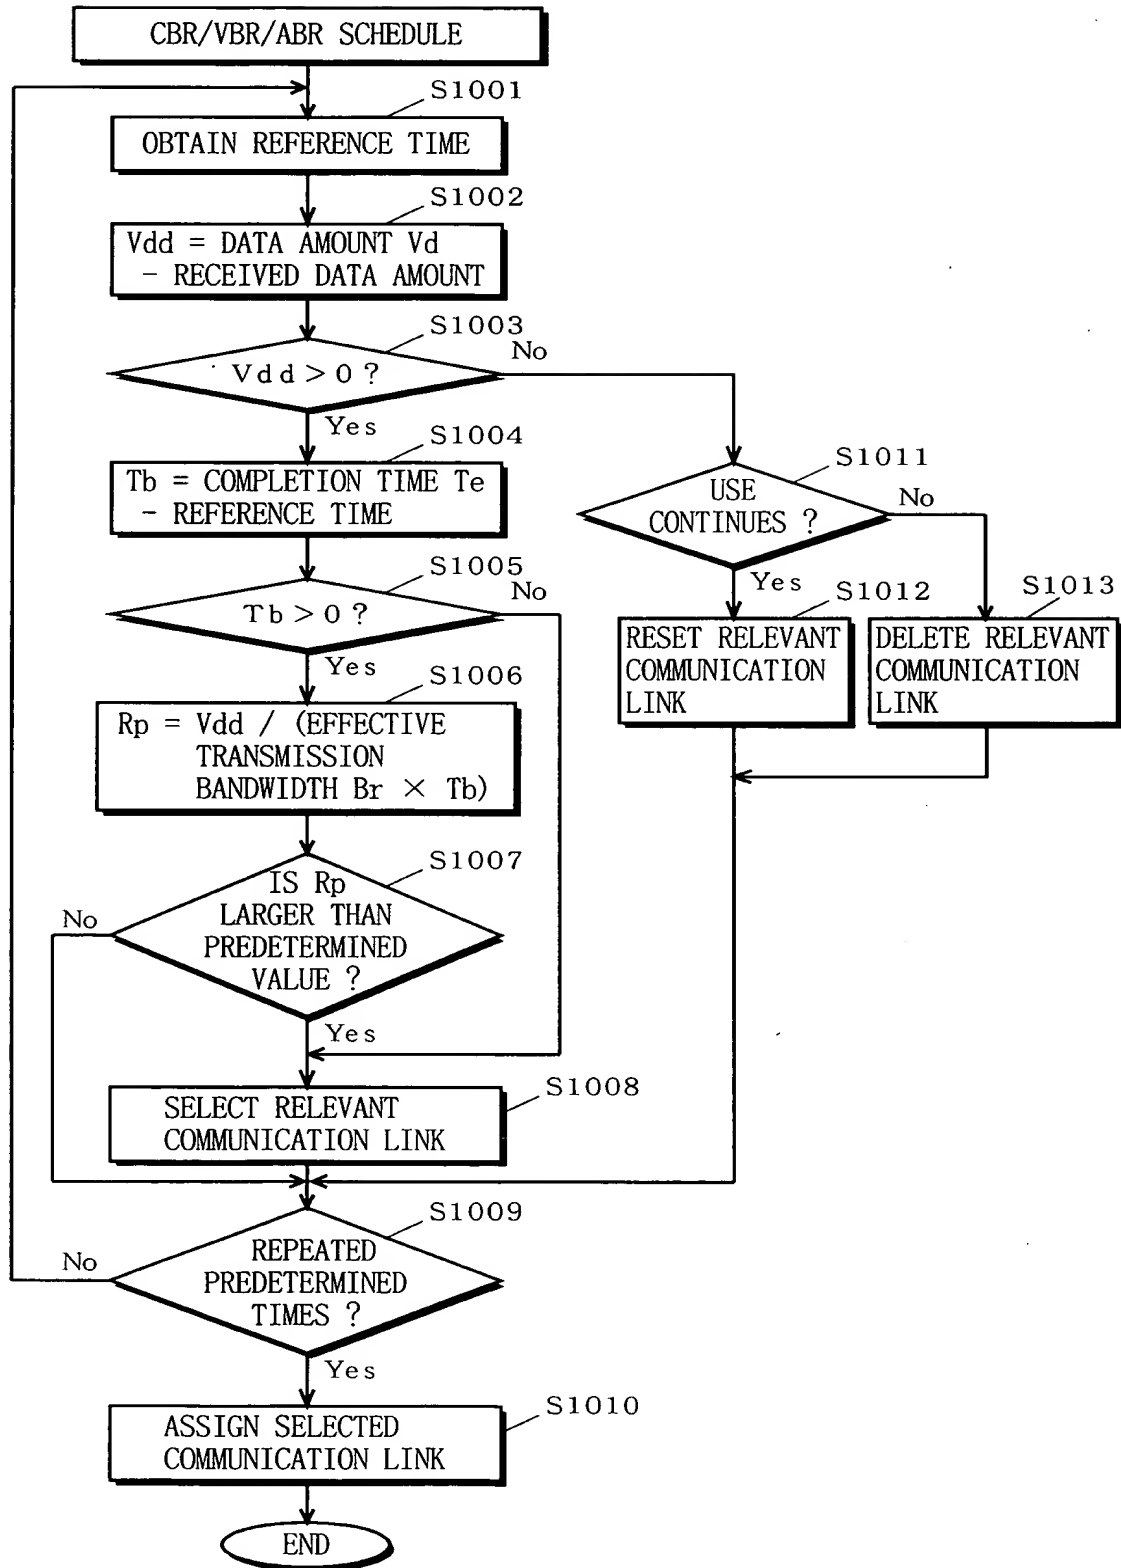 CBR/VBR/ABR SCHEDULE
S1001
OBTAIN REFERENCE TIME
S1002
Vdd = DATA AMOUNT Vd
- RECEIVED DATA AMOUNT
S1003
Vdd > 0 ?
No
Yes
S1004
Tb = COMPLETION TIME Te
- REFERENCE TIME
S1011
USE
CONTINUES ?
No
Yes
S1005
Tb > 0 ?
No
Yes
S1012
RESET RELEVANT
COMMUNICATION
LINK
S1013
DELETE RELEVANT
COMMUNICATION
LINK
S1006
Rp = Vdd / (EFFECTIVE
TRANSMISSION
BANDWIDTH Br × Tb)
S1007
IS Rp
LARGER THAN
PREDETERMINED
VALUE ?
No
Yes
S1008
SELECT RELEVANT
COMMUNICATION LINK
S1009
REPEATED
PREDETERMINED
TIMES ?
No
Yes
S1010
ASSIGN SELECTED
COMMUNICATION LINK
END